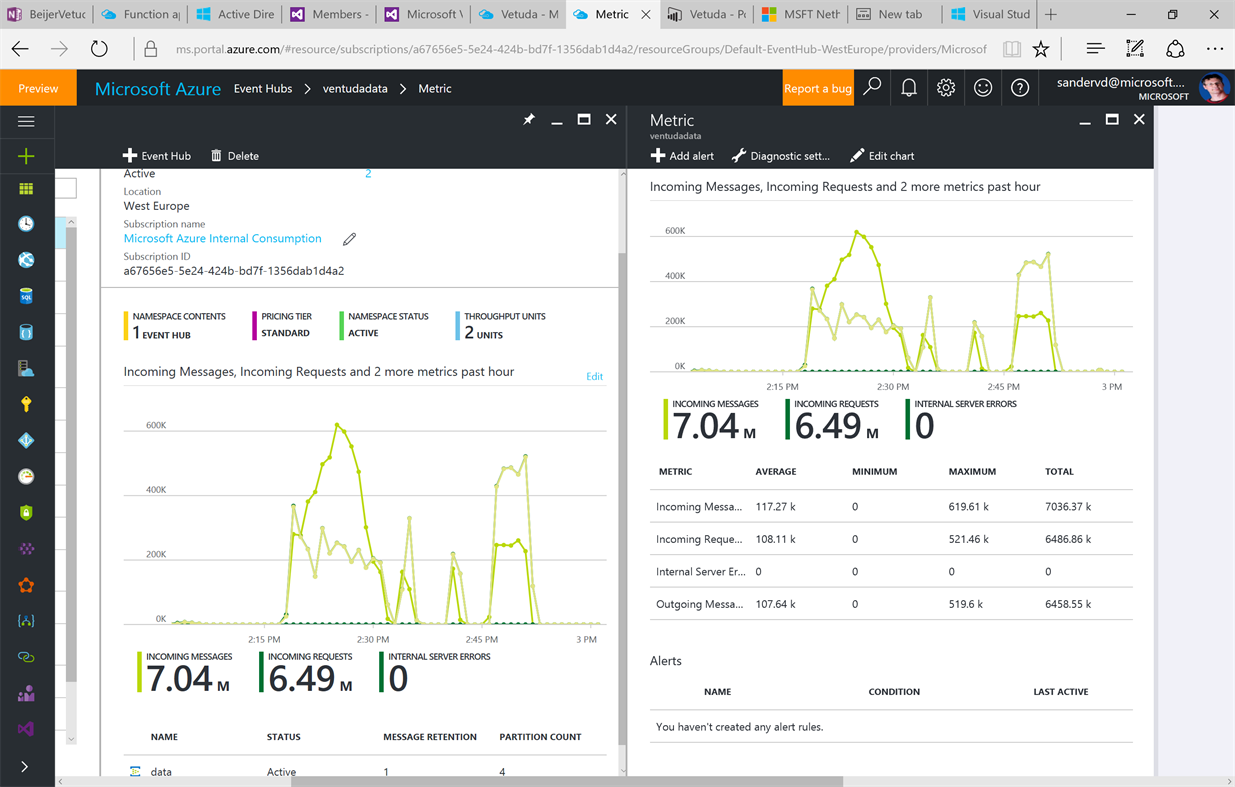 BeijerVetuc
Function ap
Active Dire
Members -
Microsoft V
Vetuda - M
Metric
Vetuda - Po
MSFT Neth
New tab
Visual Stud
ms.portal.azure.com/#resource/subscriptions/a67656e5-5e24-424b-bd7f-1356dab1d4a2/resourceGroups/Default-EventHub-WestEurope/providers/Microsof
Preview
Microsoft Azure
Event Hubs > ventudadata > Metric
Report a bug
sandervd@microsoft....
MICROSOFT
Event Hub
Delete
Active
2
Location
West Europe
Subscription name
Microsoft Azure Internal Consumption
Subscription ID
a67656e5-5e24-424b-bd7f-1356dab1d4a2
NAMESPACE CONTENTS
1 EVENT HUB
PRICING TIER
STANDARD
NAMESPACE STATUS
ACTIVE
THROUGHPUT UNITS
2 UNITS
Incoming Messages, Incoming Requests and 2 more metrics past hour
Edit
600K
400K
200K
0K
2:15 PM 2:30 PM 2:45 PM 3 PM
INCOMING MESSAGES
7.04 M
INCOMING REQUESTS
6.49 M
INTERNAL SERVER ERRORS
0
NAME STATUS MESSAGE RETENTION PARTITION COUNT
data Active 1 4
Metric
ventudadata
Add alert
Diagnostic sett...
Edit chart
Incoming Messages, Incoming Requests and 2 more metrics past hour
600K
400K
200K
0K
2:15 PM 2:30 PM 2:45 PM 3 PM
INCOMING MESSAGES
7.04 M
INCOMING REQUESTS
6.49 M
INTERNAL SERVER ERRORS
0
METRIC AVERAGE MINIMUM MAXIMUM TOTAL
Incoming Messa... 117.27 k 0 619.61 k 7036.37 k
Incoming Reque... 108.11 k 0 521.46 k 6486.86 k
Internal Server Er... 0 0 0 0
Outgoing Messa... 107.64 k 0 519.6 k 6458.55 k
Alerts
NAME CONDITION LAST ACTIVE
You haven't created any alert rules.